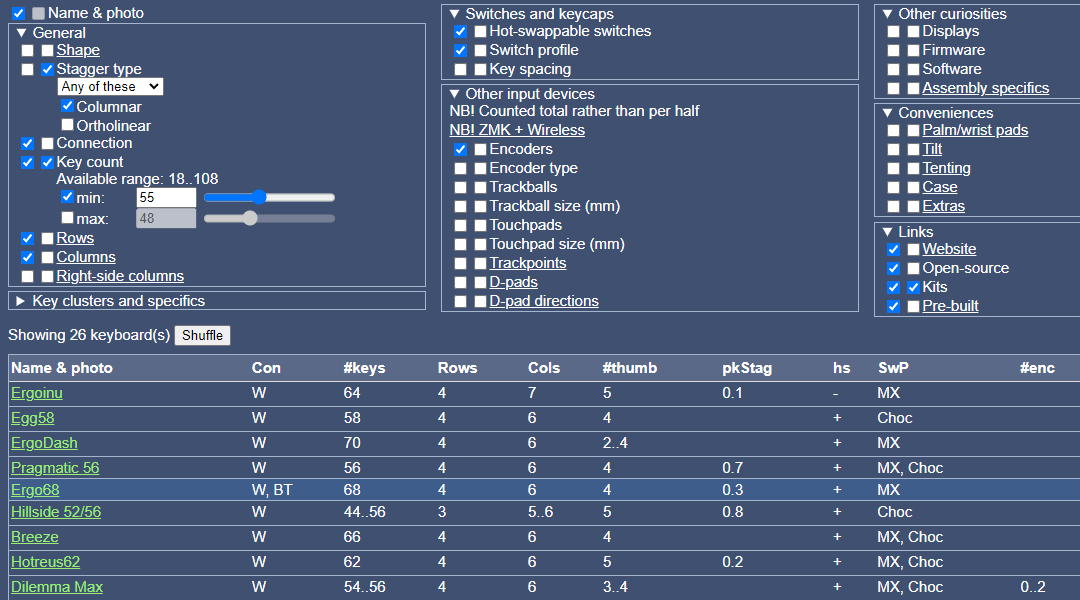 Name & photo
▼ General
Shape
Stagger type
Any of these
Columnar
Ortholinear
Connection
Key count
Available range: 18..108
min: 55
max: 48
Rows
Columns
Right-side columns
► Key clusters and specifics
▼ Switches and keycaps
Hot-swappable switches
Switch profile
Key spacing
▼ Other input devices
NB! Counted total rather than per half
NB! ZMK + Wireless
Encoders
Encoder type
Trackballs
Trackball size (mm)
Touchpads
Touchpad size (mm)
Trackpoints
D-pads
D-pad directions
▼ Other curiosities
Displays
Firmware
Software
Assembly specifics
▼ Conveniences
Palm/wrist pads
Tilt
Tenting
Case
Extras
▼ Links
Website
Open-source
Kits
Pre-built
Showing 26 keyboard(s) Shuffle
Name & photo Con #keys Rows Cols #thumb pkStag hs SwP #enc
Ergoinu W 64 4 7 5 0.1 - MX
Egg58 W 58 4 6 4 + Choc
ErgoDash W 70 4 6 2..4 + MX
Pragmatic 56 W 56 4 6 4 0.7 + MX, Choc
Ergo68 W, BT 68 4 6 4 0.3 + MX
Hillside 52/56 W 44..56 3 5..6 5 0.8 + Choc
Breeze W 66 4 6 4 + MX, Choc
Hotreus62 W 62 4 6 5 0.2 + MX, Choc
Dilemma Max W 54..56 4 6 3..4 + MX, Choc 0..2